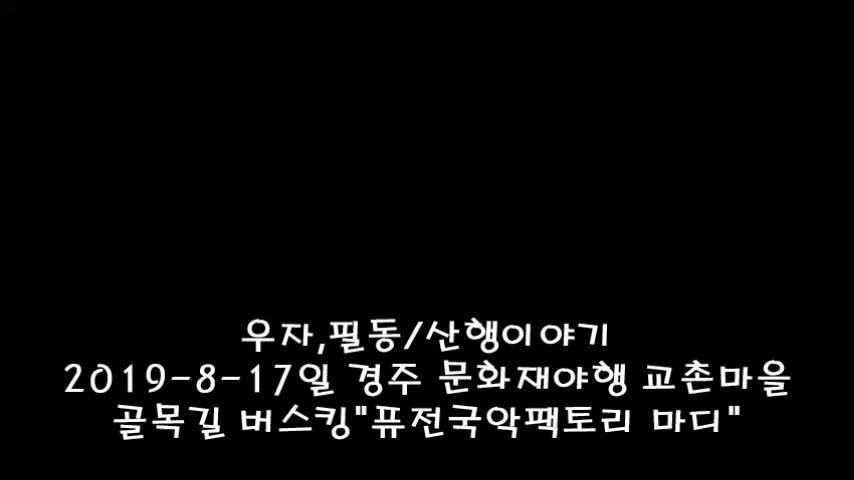 우자,필동/산행이야기
2019-8-17일 경주 문화재야행 교촌마을
골목길 버스킹"퓨전국악팩토리 마디"